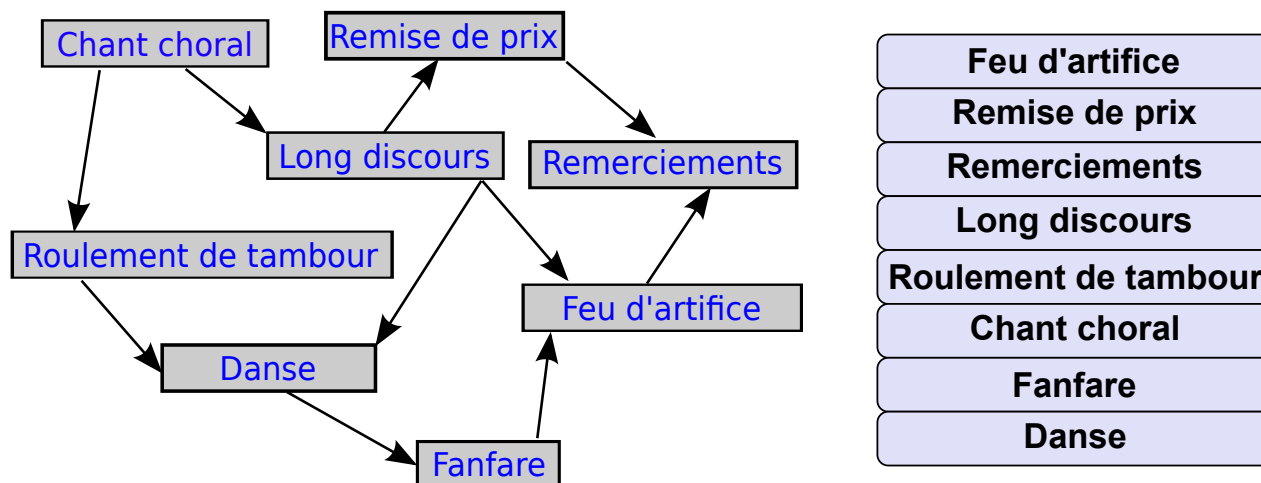 Chant choral
Remise de prix
Long discours
Remerciements
Roulement de tambour
Feu d'artifice
Danse
Fanfare
Feu d'artifice
Remise de prix
Remerciements
Long discours
Roulement de tambour
Chant choral
Fanfare
Danse